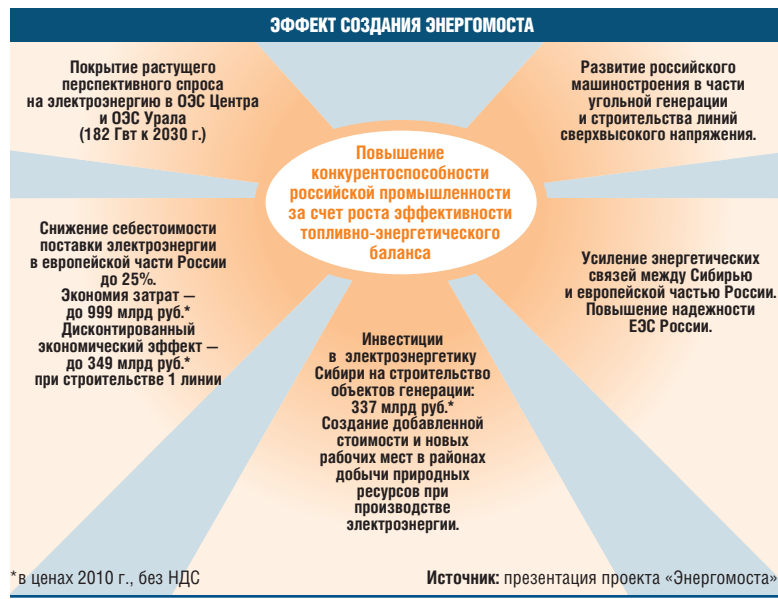 ЭФФЕКТ СОЗДАНИЯ ЭНЕРГОМОСТА
Покрытие растущего
перспективного спроса
на электроэнергию в ОЭС Центра
и ОЭС Урала
(182 Гвт к 2030 г.)
Развитие российского
машиностроения в части
угольной генерации
и строительства линий
сверхвысокого напряжения.
Повышение
конкурентоспособности
российской промышленности
за счет роста эффективности
топливно-энергетического
баланса
Снижение себестоимости
поставки электроэнергии
в европейской части России
до 25%.
Экономия затрат —
до 999 млрд руб.*
Дисконтированный
экономический эффект —
до 349 млрд руб.*
при строительстве 1 линии
Усиление энергетических
связей между Сибирью
и европейской частью России.
Повышение надежности
ЕЭС России.
Инвестиции
в электроэнергетику
Сибири на строительство
объектов генерации:
337 млрд руб.*
Создание добавленной
стоимости и новых
рабочих мест в районах
добычи природных
ресурсов при
производстве
электроэнергии.
*в ценах 2010 г., без НДС
Источник: презентация проекта «Энергомоста»